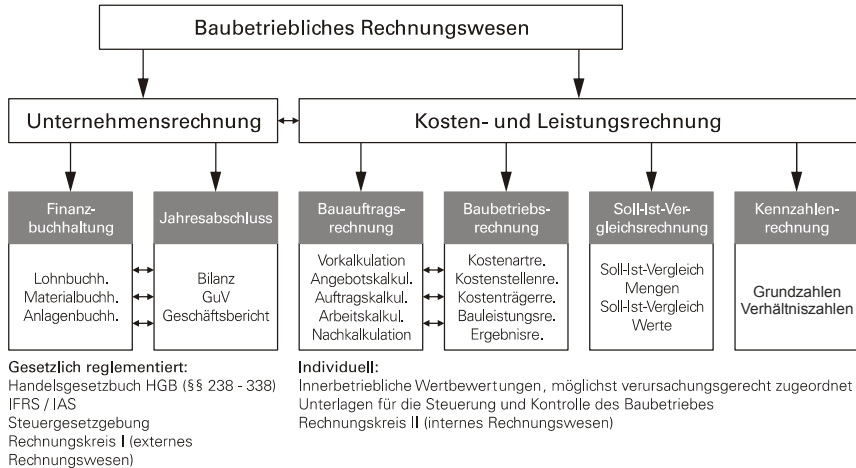 Baubetriebliches Rechnungswesen
Unternehmensrechnung
Kosten- und Leistungsrechnung
Finanz-
buchhaltung
Lohnbuchh.
Materialbuchh.
Anlagenbuchh.
Jahresabschluss
Bilanz
GuV
Geschäftsbericht
Bauauftrags-
rechnung
Vorkalkulation
Angebotskalkul.
Auftragskalkul.
Arbeitskalkul.
Nachkalkulation
Baubetriebs-
rechnung
Kostenartre.
Kostenstellenre.
Kostenträgerre.
Bauleistungsre.
Ergebnisre.
Soll-Ist-Ver-
gleichsrechnung
Soll-Ist-Vergleich
Mengen
Soll-Ist-Vergleich
Werte
Kennzahlen-
rechnung
Grundzahlen
Verhältniszahlen
Gesetzlich reglementiert:
Handelsgesetzbuch HGB (§§ 238 - 338)
IFRS / IAS
Steuergesetzgebung
Rechnungskreis I (externes
Rechnungswesen)
Individuell:
Innerbetriebliche Wertbewertungen, möglichst verursachungsgerecht zugeordnet
Unterlagen für die Steuerung und Kontrolle des Baubetriebes
Rechnungskreis II (internes Rechnungswesen)